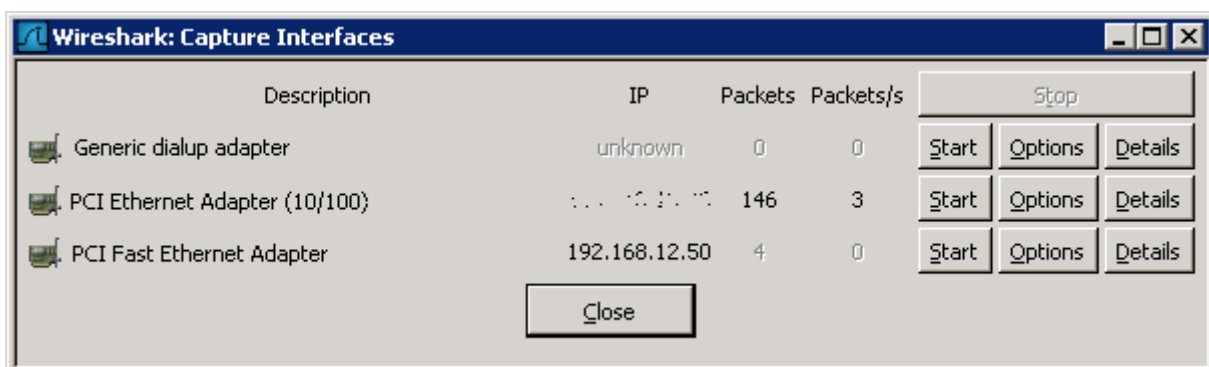 Wireshark: Capture Interfaces
Description IP Packets Packets/s Stop
Generic dialup adapter unknown 0 0 Start Options Details
PCI Ethernet Adapter (10/100) 146 3 Start Options Details
PCI Fast Ethernet Adapter 192.168.12.50 4 0 Start Options Details
Close